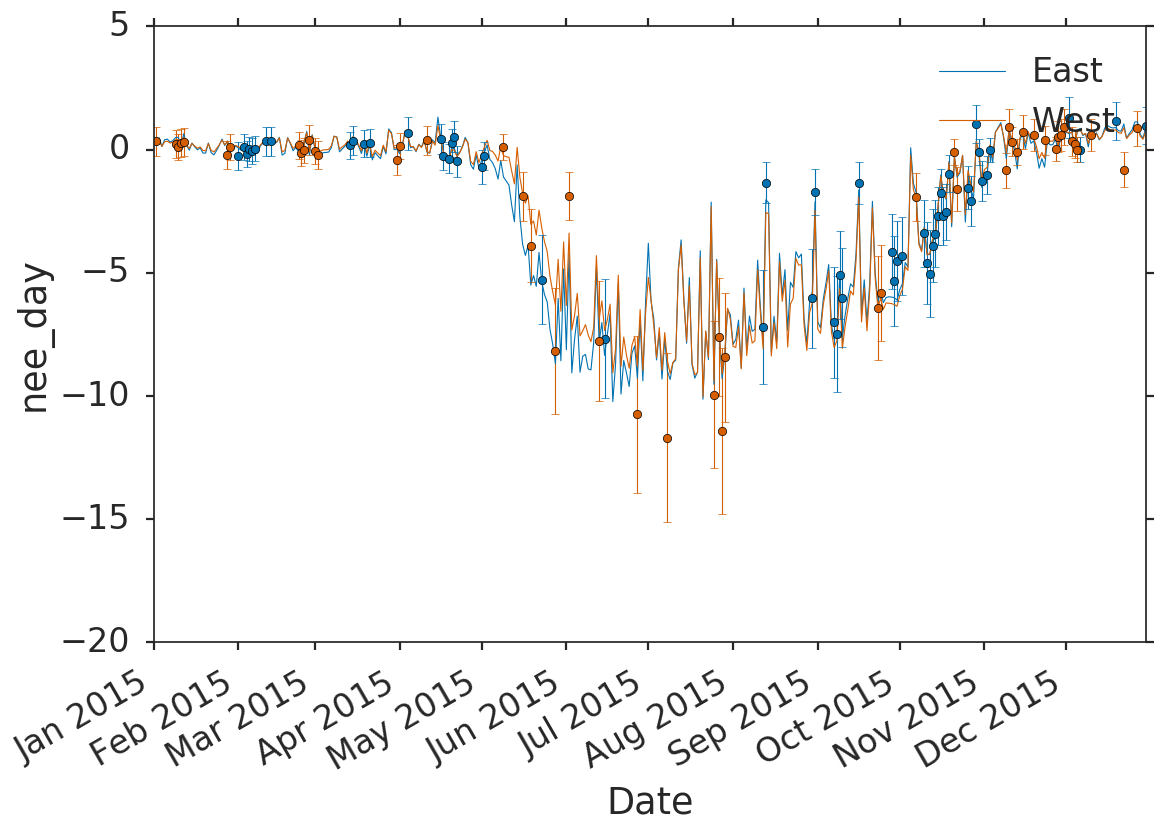 5
0
−5
−10
−15
−20
nee_day
East
West
Jan 2015
Feb 2015
Mar 2015
Apr 2015
May 2015
Jun 2015
Jul 2015
Aug 2015
Sep 2015
Oct 2015
Nov 2015
Dec 2015
Date